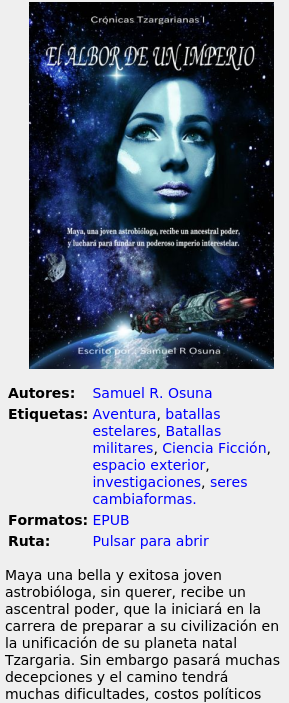 Crónicas Tzargarianas I
El ALBOR DE UN IMPERIO
Maya, una joven astrobióloga, recibe un ancestral poder,
y luchará para fundar un poderoso imperio interestelar.
Escrito por: Samuel R Osuna
Autores: Samuel R. Osuna
Etiquetas: Aventura, batallas
estelares, Batallas
militares, Ciencia Ficción,
espacio exterior,
investigaciones, seres
cambiaformas.
Formatos: EPUB
Ruta: Pulsar para abrir
Maya una bella y exitosa joven
astrobióloga, sin querer, recibe un
ascentral poder, que la iniciará en la
carrera de preparar a su civilización en
la unificación de su planeta natal
Tzargaria. Sin embargo pasará muchas
decepciones y el camino tendrá
muchas dificultades, costos políticos